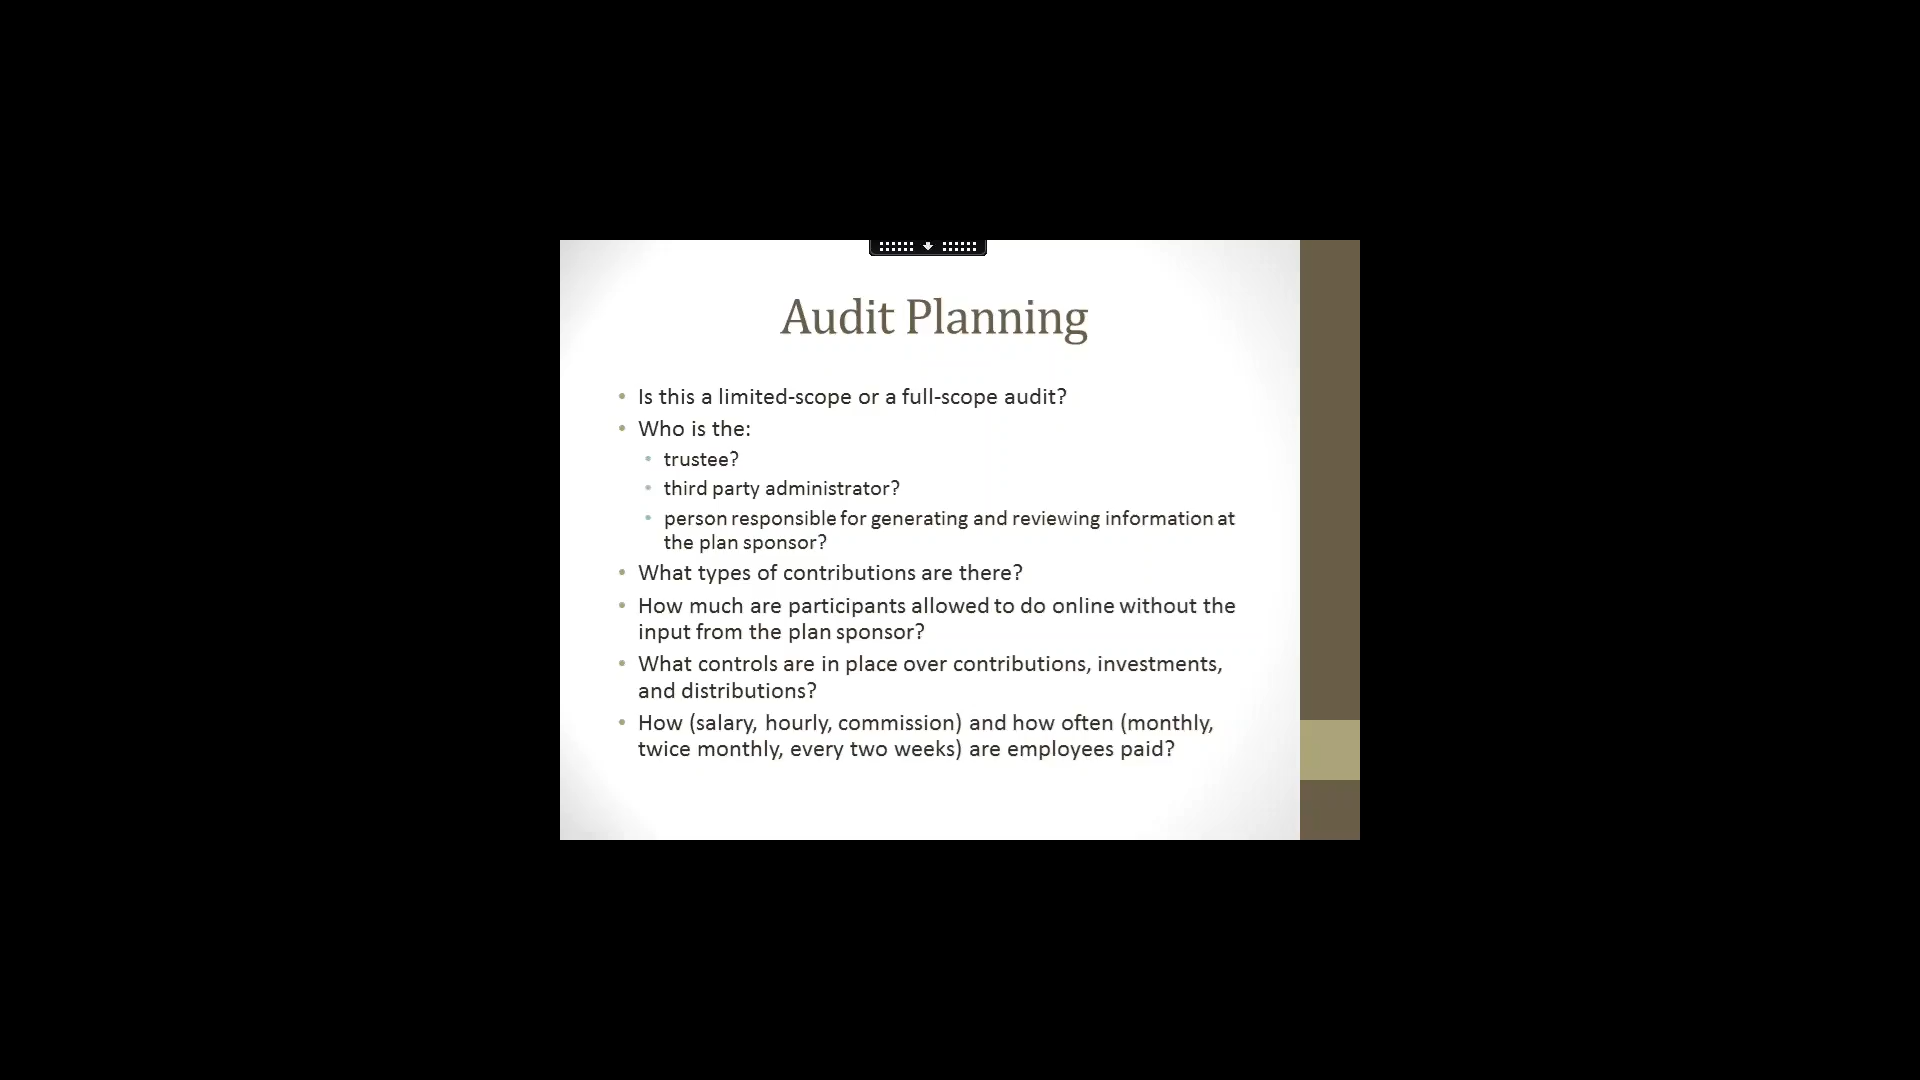 Audit Planning
• Is this a limited-scope or a full-scope audit?
• Who is the:
• trustee?
• third party administrator?
• person responsible for generating and reviewing information at
the plan sponsor?
• What types of contributions are there?
• How much are participants allowed to do online without the
input from the plan sponsor?
• What controls are in place over contributions, investments,
and distributions?
• How (salary, hourly, commission) and how often (monthly,
twice monthly, every two weeks) are employees paid?